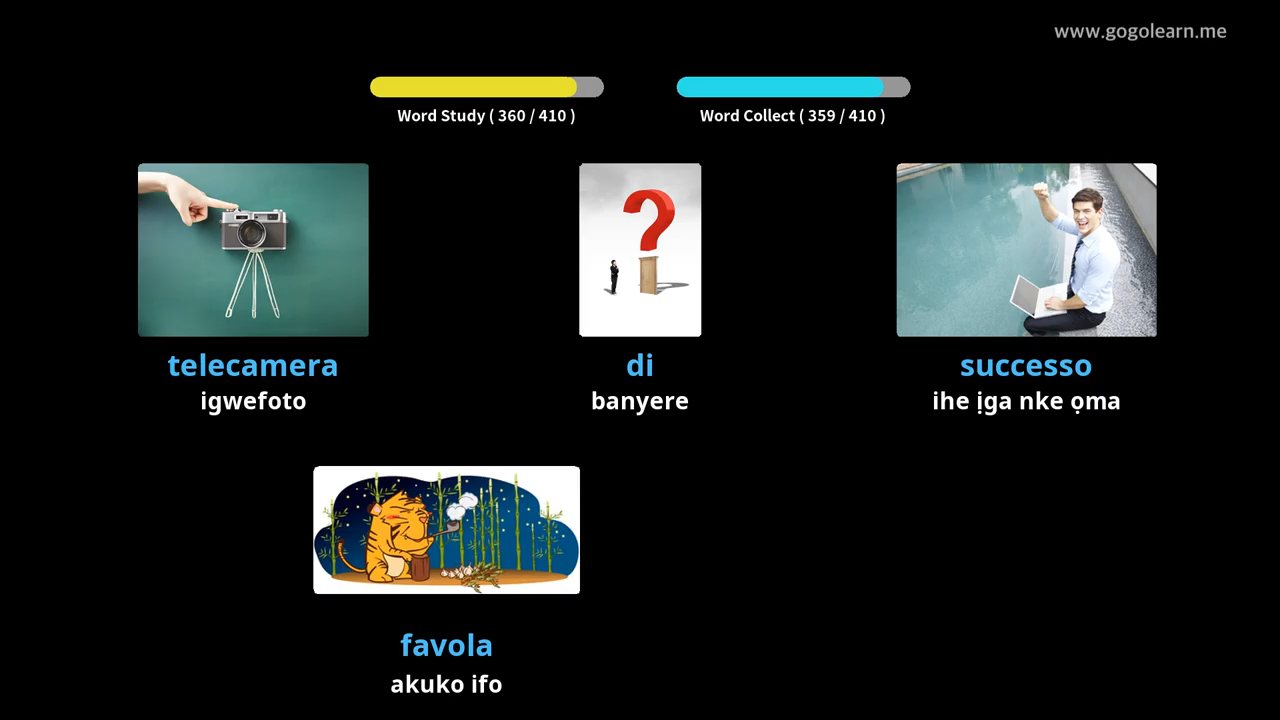 www.gogolearn.me
Word Study ( 360 / 410 )
Word Collect ( 359 / 410 )
telecamera
igwefoto
di
banyere
successo
ihe ịga nke ọma
favola
akuko ifo